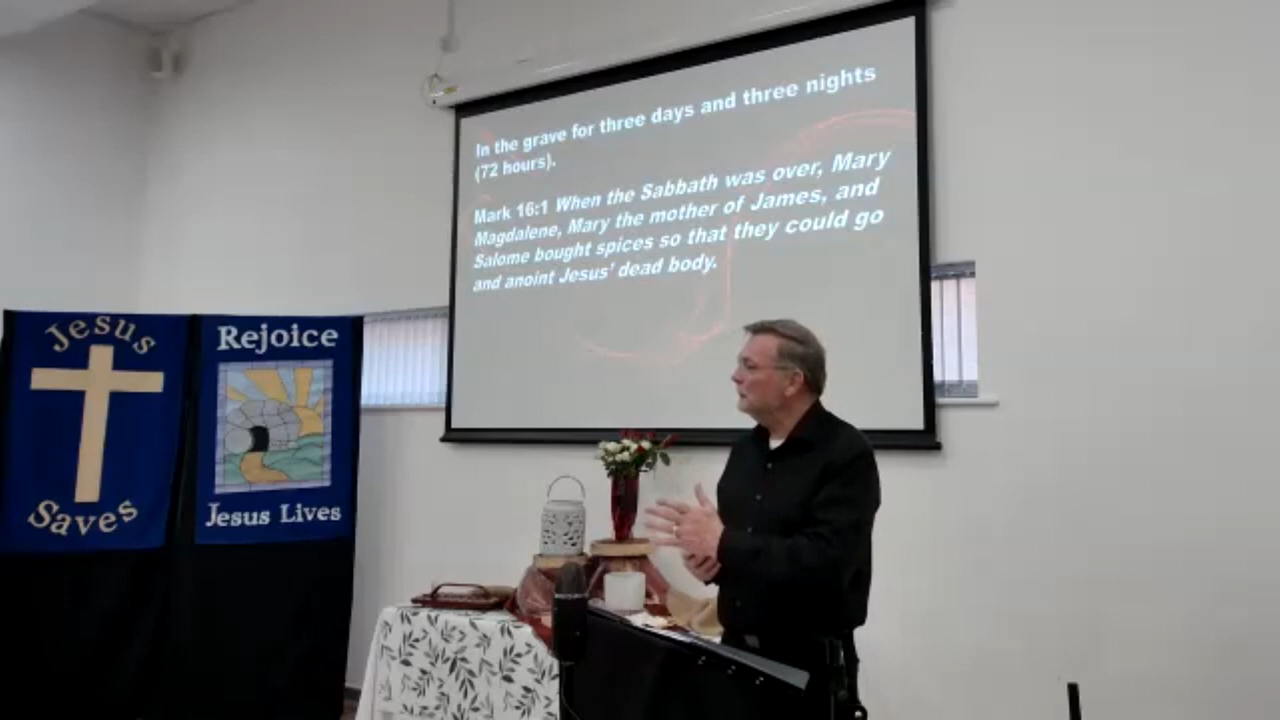 In the grave for three days and three nights
(72 hours).
Mark 16:1 When the Sabbath was over, Mary
Magdalene, Mary the mother of James, and
Salome bought spices so that they could go
and anoint Jesus' dead body.
Jesus
Saves
Rejoice
Jesus Lives